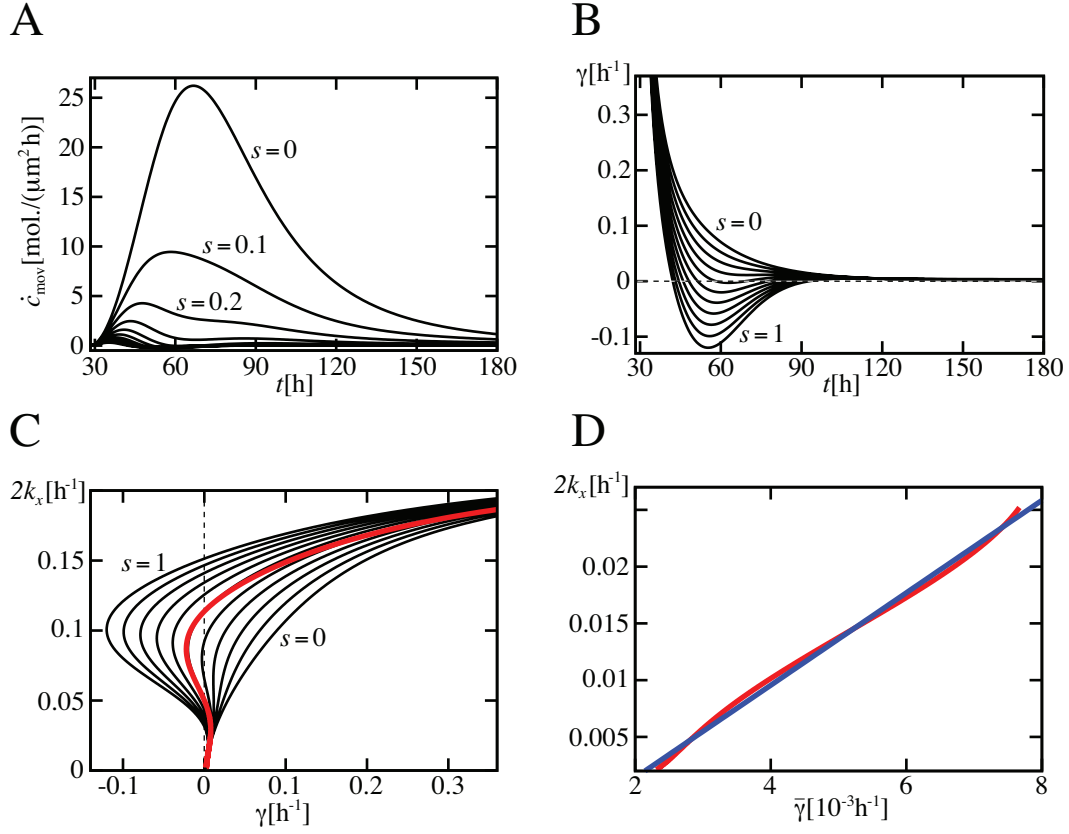 A
ċmov[mol./(μm²h)]
25
20
15
10
5
0
s=0
s=0.1
s=0.2
30 60 90 120 150 180
t[h]
B
γ[h⁻¹]
0.3
0.2
0.1
0
-0.1
s=0
s=1
30 60 90 120 150 180
t[h]
C
2kx[h⁻¹]
0.15
0.1
0.05
0
s=1
s=0
-0.1 0 0.1 0.2 0.3
γ[h⁻¹]
D
2kx[h⁻¹]
0.02
0.015
0.01
0.005
2 4 6 8
γ̄[10⁻³h⁻¹]